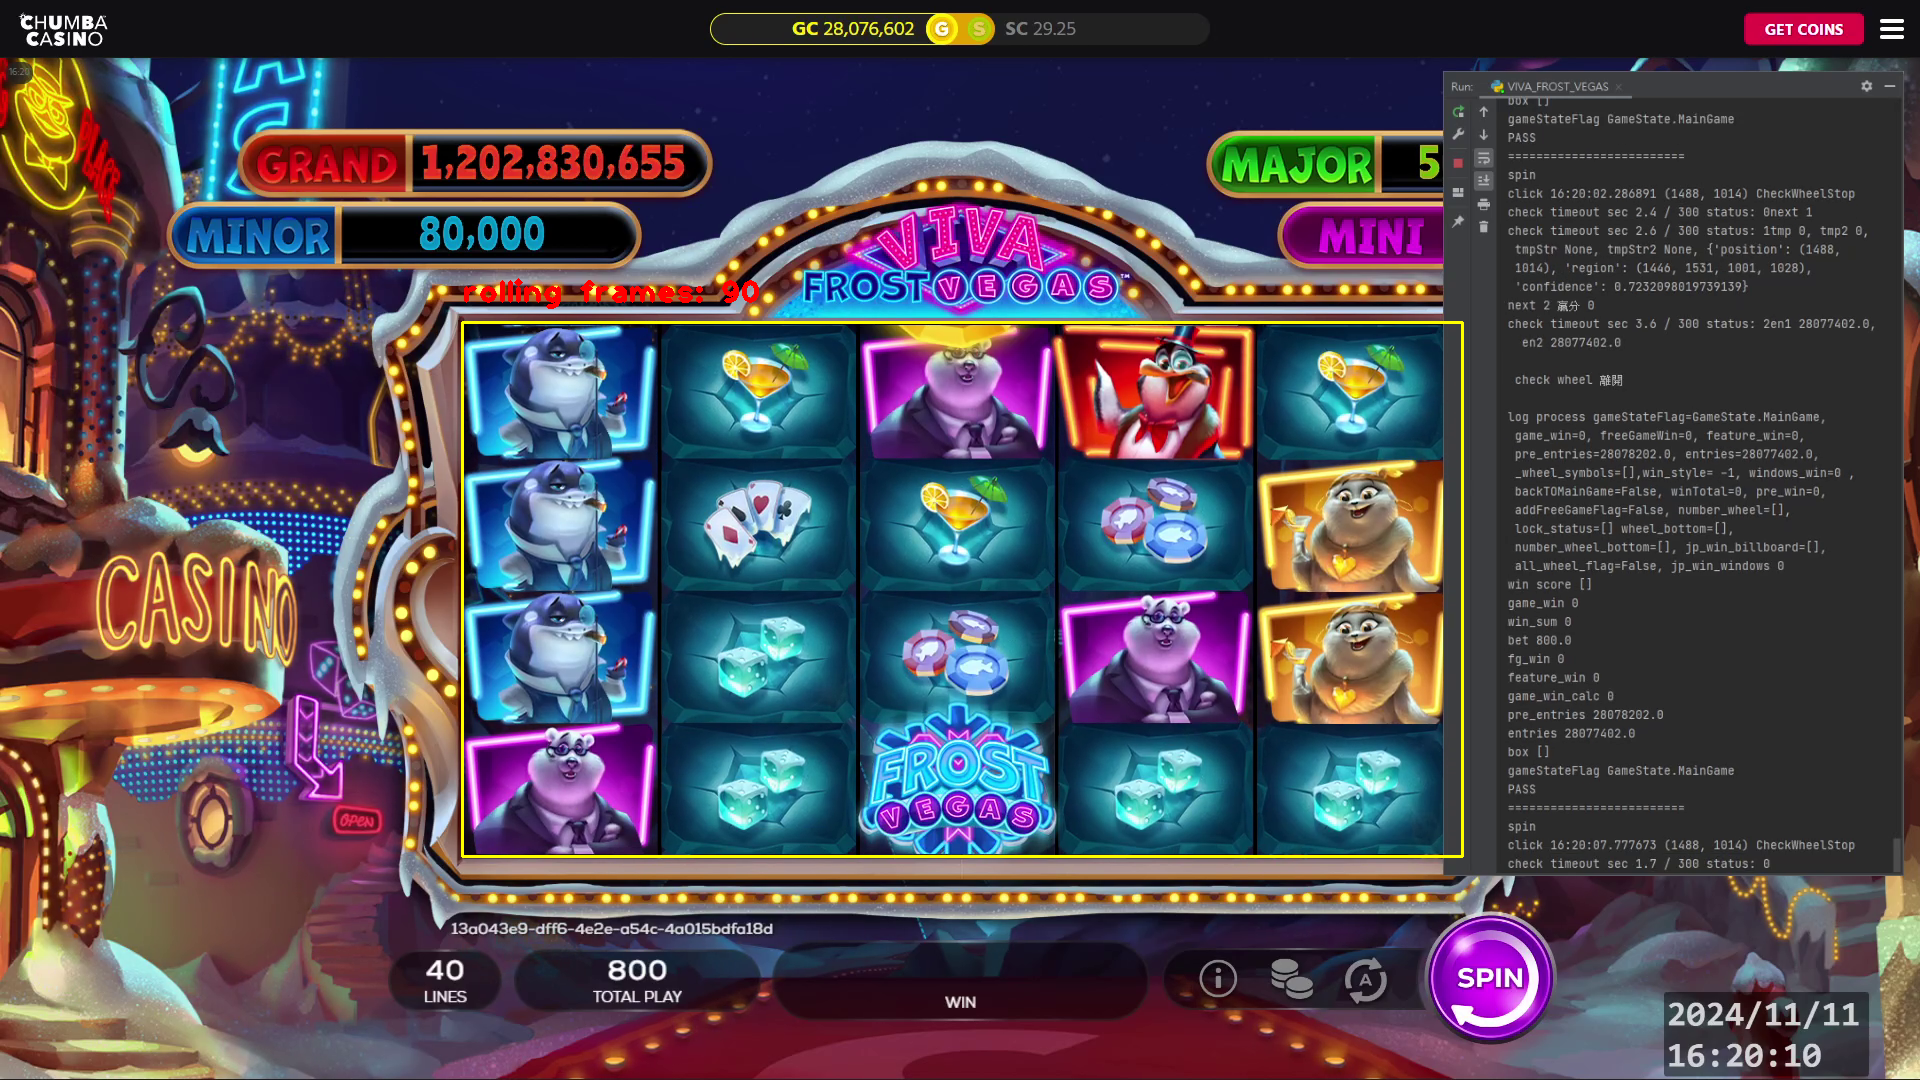 CHUMBA
CASINO
GC 28,076,602
G
S
SC 29.25
GET COINS
16:20
PLACE
GRAND
1,202,830,655
MINOR
80,000
MAJOR
5
MINI
VIVA
FROST VEGAS™
rolling frames: 90
CASINO
OPEN
FROST
VEGAS
13a043e9-dff6-4e2e-a54c-4a015bdfa18d
40
LINES
800
TOTAL PLAY
WIN
A
SPIN
2024/11/11
16:20:10
Run:
VIVA_FROST_VEGAS
box []
gameStateFlag GameState.MainGame
PASS
=========================
spin
click 16:20:02.286891 (1488, 1014) CheckWheelStop
check timeout sec 2.4 / 300 status: 0next 1
check timeout sec 2.6 / 300 status: 1tmp 0, tmp2 0,
tmpStr None, tmpStr2 None, {'position': (1488,
1014), 'region': (1446, 1531, 1001, 1028),
'confidence': 0.7232098019739139}
next 2 贏分 0
check timeout sec 3.6 / 300 status: 2en1 28077402.0,
en2 28077402.0
check wheel 離開
log process gameStateFlag=GameState.MainGame,
game_win=0, freeGameWin=0, feature_win=0,
pre_entries=28078202.0, entries=28077402.0,
_wheel_symbols=[],win_style= -1, windows_win=0 ,
backTOMainGame=False, winTotal=0, pre_win=0,
addFreeGameFlag=False, number_wheel=[],
lock_status=[] wheel_bottom=[],
number_wheel_bottom=[], jp_win_billboard=[],
all_wheel_flag=False, jp_win_windows 0
win score []
game_win 0
win_sum 0
bet 800.0
fg_win 0
feature_win 0
game_win_calc 0
pre_entries 28078202.0
entries 28077402.0
box []
gameStateFlag GameState.MainGame
PASS
=========================
spin
click 16:20:07.777673 (1488, 1014) CheckWheelStop
check timeout sec 1.7 / 300 status: 0